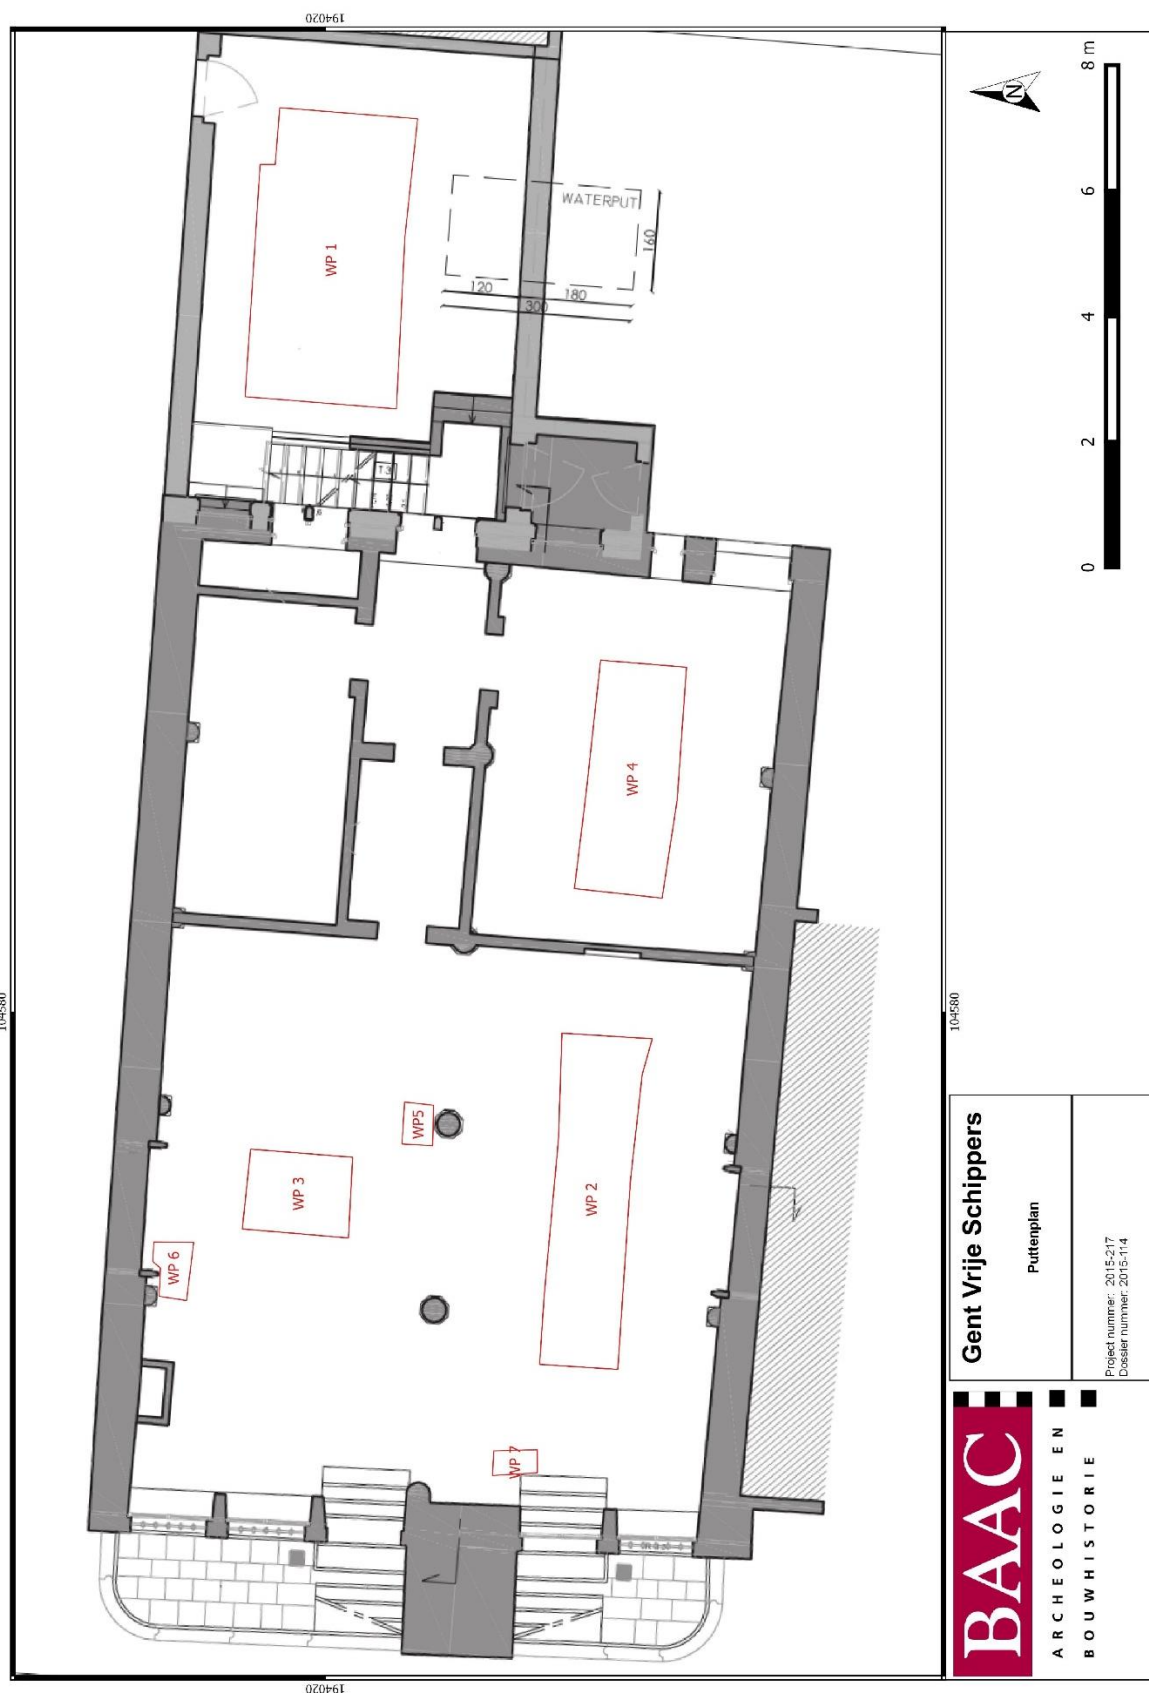 194020
WATERPUT
160
120
180
300
WP 1
13
WP 4
104580
104580
WP5
WP 3
WP 2
WP 6
WP 7
194020
N
0
2
4
6
8 m
Gent Vrije Schippers
Puttenplan
Project nummer: 2015-217
Dossier nummer: 2015-114
BAAC
ARCHEOLOGIE EN
BOUWHISTORIE